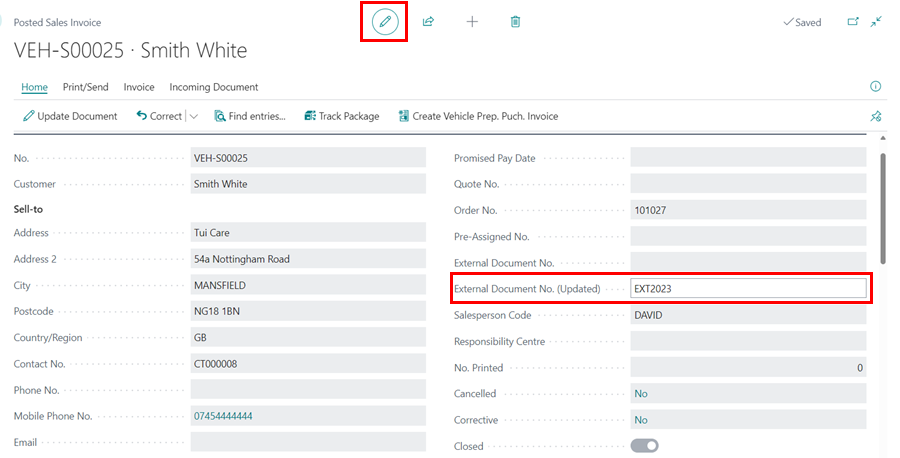 Posted Sales Invoice
Saved
VEH-S00025 · Smith White
Home Print/Send Invoice Incoming Document
Update Document Correct Find entries... Track Package Create Vehicle Prep. Puch. Invoice
No. VEH-S00025
Customer Smith White
Sell-to
Address Tui Care
Address 2 54a Nottingham Road
City MANSFIELD
Postcode NG18 1BN
Country/Region GB
Contact No. CT000008
Phone No.
Mobile Phone No. 07454444444
Email
Promised Pay Date
Quote No.
Order No. 101027
Pre-Assigned No.
External Document No.
External Document No. (Updated) EXT2023
Salesperson Code DAVID
Responsibility Centre
No. Printed 0
Cancelled No
Corrective No
Closed